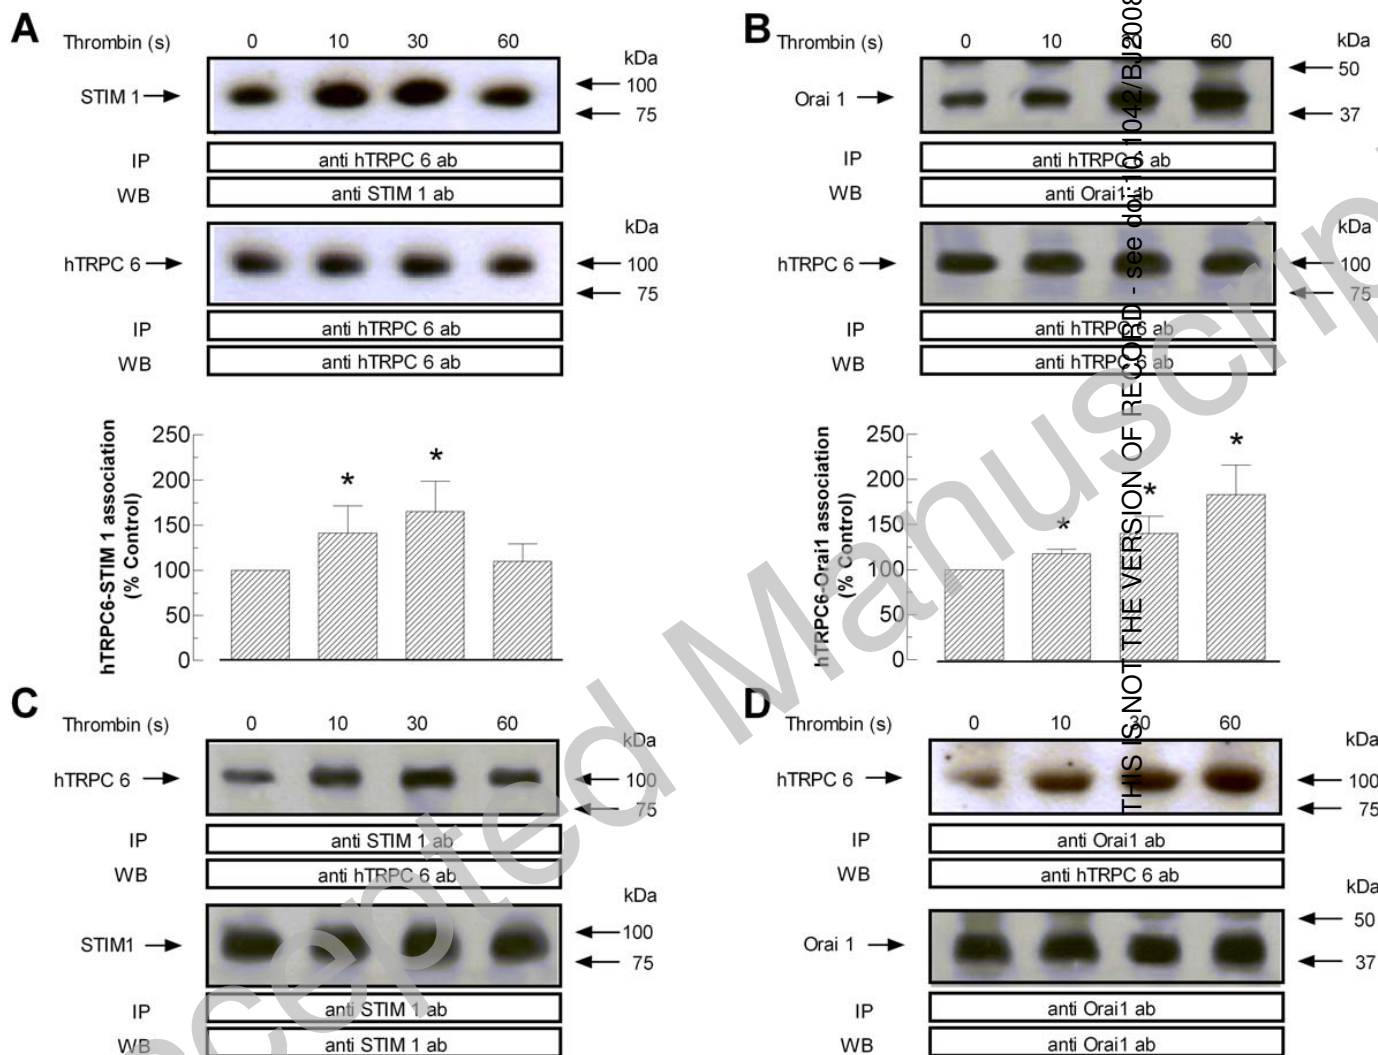 A
Thrombin (s) 0 10 30 60
kDa
STIM 1 100
75
IP anti hTRPC 6 ab
WB anti STIM 1 ab
kDa
hTRPC 6 100
75
IP anti hTRPC 6 ab
WB anti hTRPC 6 ab
hTRPC6-STIM 1 association
(% Control)
250
200
150
100
50
0
* *
B
Thrombin (s) 0 10 60
kDa
Orai 1 50
37
IP anti hTRPC 6 ab
WB anti Orai1 ab
kDa
hTRPC 6 100
75
IP anti hTRPC 6 ab
WB anti hTRPC 6 ab
hTRPC6-Orai1 association
(% Control)
250
200
150
100
50
0
* * *
C
Thrombin (s) 0 10 30 60
kDa
hTRPC 6 100
75
IP anti STIM 1 ab
WB anti hTRPC 6 ab
kDa
STIM1 100
75
IP anti STIM 1 ab
WB anti STIM 1 ab
D
Thrombin (s) 0 10 30 60
kDa
hTRPC 6 100
75
IP anti Orai1 ab
WB anti hTRPC 6 ab
kDa
Orai 1 50
37
IP anti Orai1 ab
WB anti Orai1 ab
THIS IS NOT THE VERSION OF RECORD - see doi:10.1042/BJ2008
cepted Manuscrip